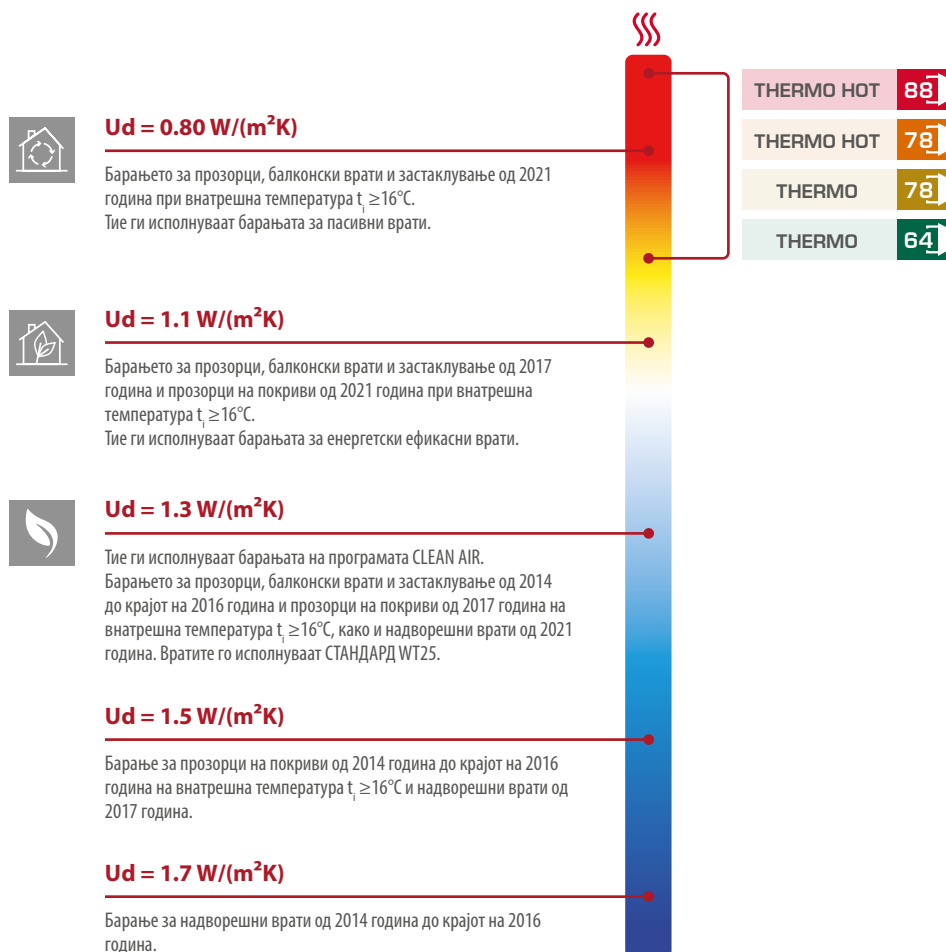 THERMO HOT 88
THERMO HOT 78
THERMO 78
THERMO 64
Ud = 0.80 W/(m²K)
Барањето за прозорци, балконски врати и застаклување од 2021
година при внатрешна температура tᵢ ≥16°C.
Тие ги исполнуваат барањата за пасивни врати.
Ud = 1.1 W/(m²K)
Барањето за прозорци, балконски врати и застаклување од 2017
година и прозорци на покриви од 2021 година при внатрешна
температура tᵢ ≥16°C.
Тие ги исполнуваат барањата за енергетски ефикасни врати.
Ud = 1.3 W/(m²K)
Тие ги исполнуваат барањата на програмата CLEAN AIR.
Барањето за прозорци, балконски врати и застаклување од 2014
до крајот на 2016 година и прозорци на покриви од 2017 година на
внатрешна температура tᵢ ≥16°C, како и надворешни врати од 2021
година. Вратите го исполнуваат СТАНДАРД WT25.
Ud = 1.5 W/(m²K)
Барање за прозорци на покриви од 2014 година до крајот на 2016
година на внатрешна температура tᵢ ≥16°C и надворешни врати од
2017 година.
Ud = 1.7 W/(m²K)
Барање за надворешни врати од 2014 година до крајот на 2016
година.